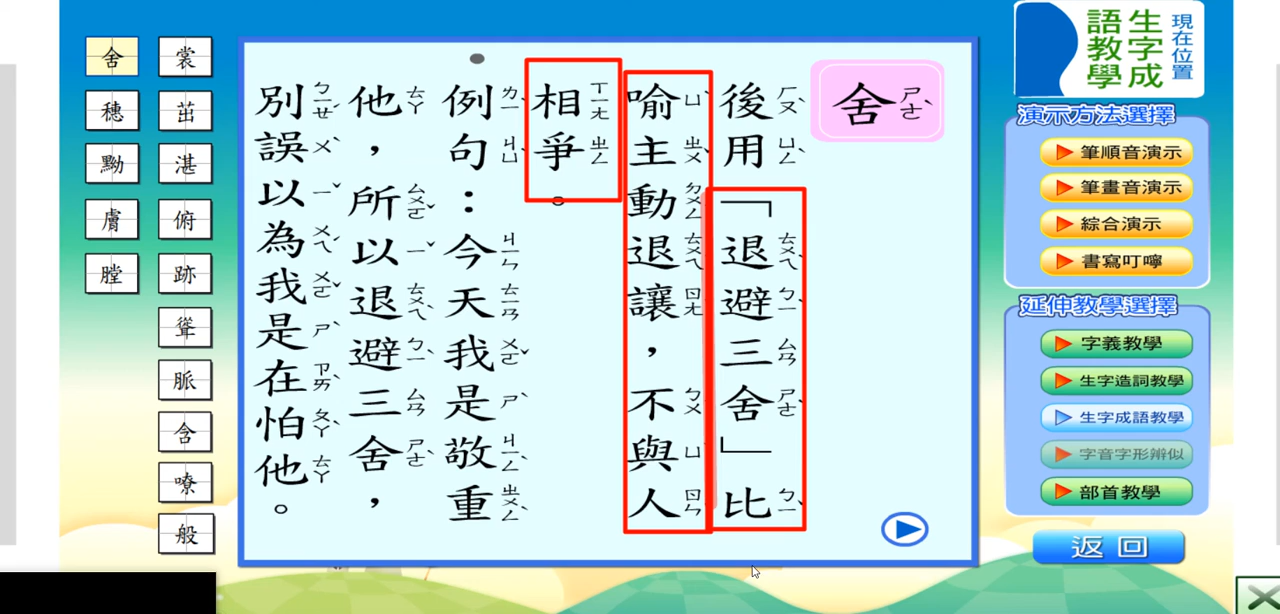 舍
後用「退避三舍」比
喻主動退讓，不與人
相爭。
例句：今天我是敬重
他，所以退避三舍，
別誤以為我是在怕他。
現在位置
生字成
語教學
演示方法選擇
筆順音演示
筆畫音演示
綜合演示
書寫叮嚀
延伸教學選擇
字義教學
生字造詞教學
生字成語教學
字音字形辨似
部首教學
返回
裳
茁
湛
俯
跡
聳
脈
含
嘹
般
舍
穗
黝
膚
膛